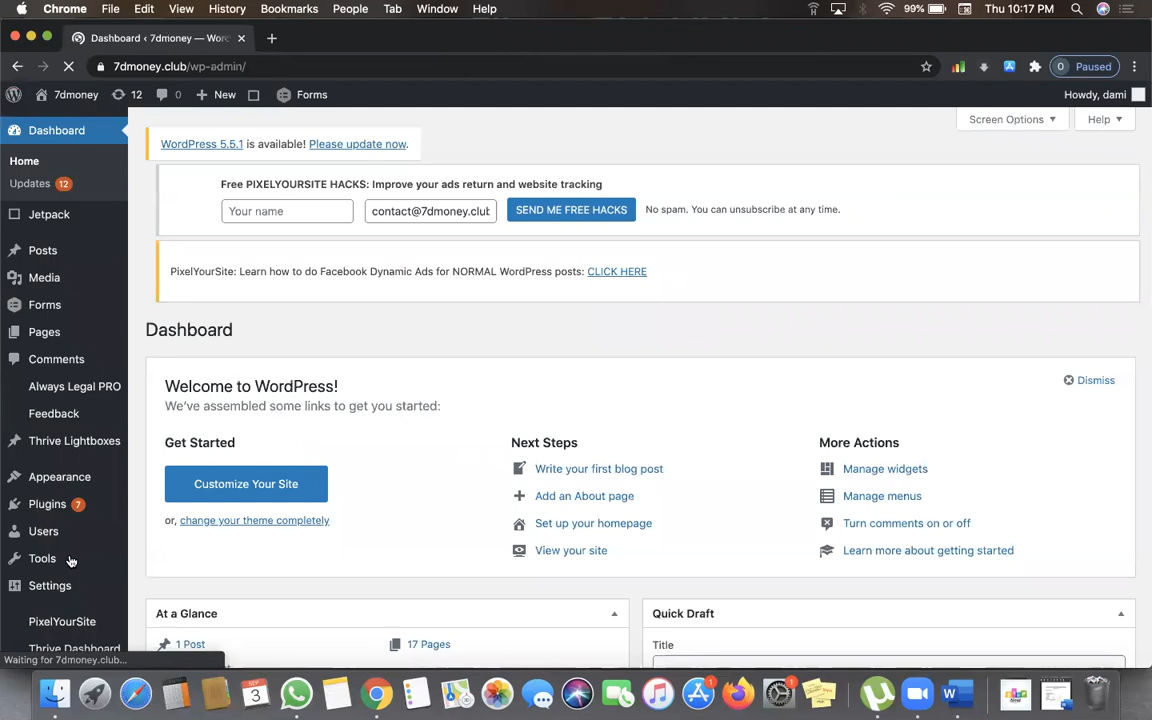 Chrome File Edit View History Bookmarks People Tab Window Help 99% Thu 10:17 PM
Dashboard ‹ 7dmoney — Wor
7dmoney.club/wp-admin/ O Paused
7dmoney 12 0 New Forms Howdy, dami
Dashboard
Home
Updates 12
Jetpack
Posts
Media
Forms
Pages
Comments
Always Legal PRO
Feedback
Thrive Lightboxes
Appearance
Plugins 7
Users
Tools
Settings
PixelYourSite
Thrive Dashboard
Waiting for 7dmoney.club...
Screen Options Help
WordPress 5.5.1 is available! Please update now.
Free PIXELYOURSITE HACKS: Improve your ads return and website tracking
Your name contact@7dmoney.club SEND ME FREE HACKS No spam. You can unsubscribe at any time.
PixelYourSite: Learn how to do Facebook Dynamic Ads for NORMAL WordPress posts: CLICK HERE
Dashboard
Welcome to WordPress! Dismiss
We've assembled some links to get you started:
Get Started
Customize Your Site
or, change your theme completely
Next Steps
Write your first blog post
Add an About page
Set up your homepage
View your site
More Actions
Manage widgets
Manage menus
Turn comments on or off
Learn more about getting started
At a Glance
1 Post 17 Pages
Quick Draft
Title
SEP
3
1
1
W